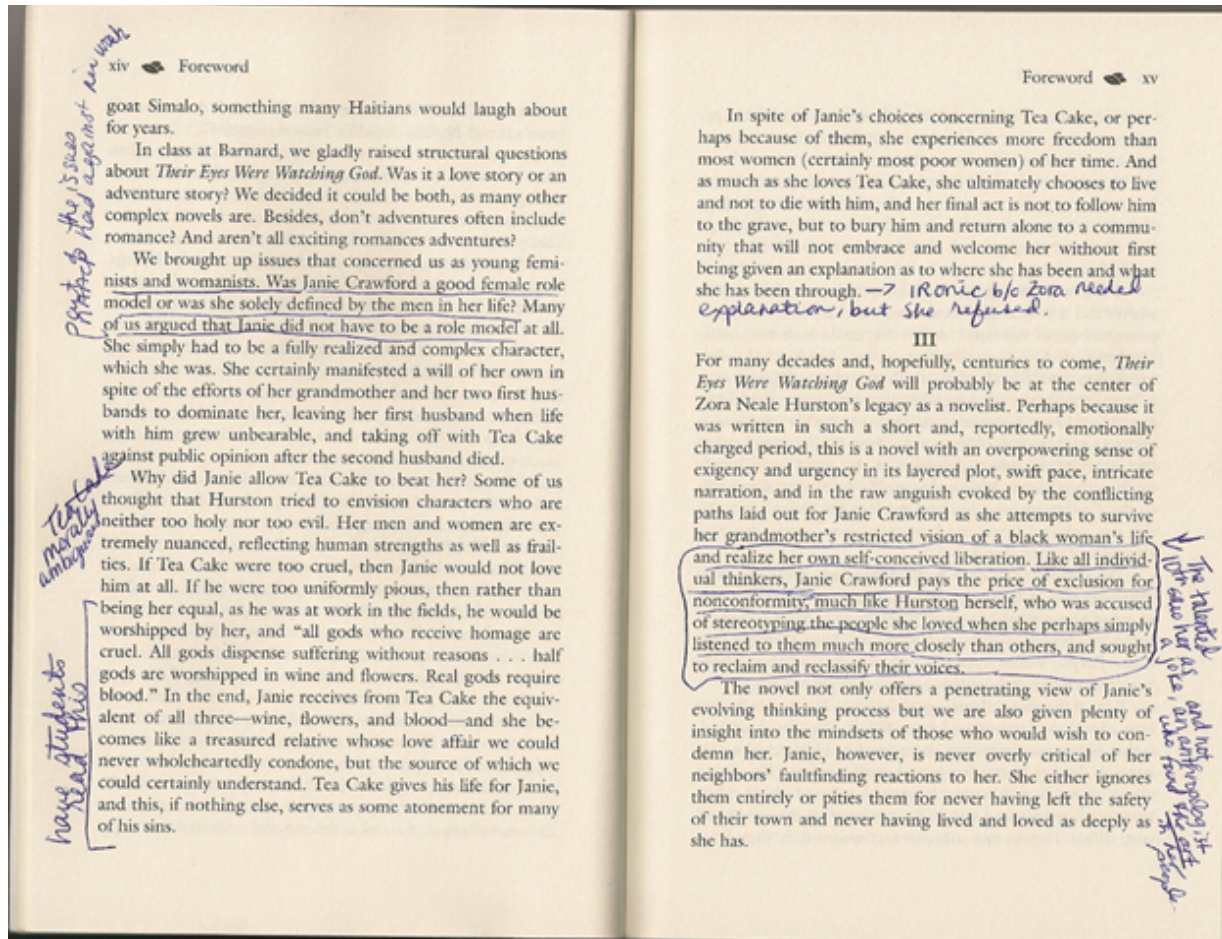 part of the issues
NAACP had against her work
xiv Foreword
goat Simalo, something many Haitians would laugh about
for years.
In class at Barnard, we gladly raised structural questions
about Their Eyes Were Watching God. Was it a love story or an
adventure story? We decided it could be both, as many other
complex novels are. Besides, don't adventures often include
romance? And aren't all exciting romances adventures?
We brought up issues that concerned us as young femi-
nists and womanists. Was Janie Crawford a good female role
model or was she solely defined by the men in her life? Many
of us argued that Janie did not have to be a role model at all.
She simply had to be a fully realized and complex character,
which she was. She certainly manifested a will of her own in
spite of the efforts of her grandmother and her two first hus-
bands to dominate her, leaving her first husband when life
with him grew unbearable, and taking off with Tea Cake
against public opinion after the second husband died.
Tea Cake
morally
ambiguous
Why did Janie allow Tea Cake to beat her? Some of us
thought that Hurston tried to envision characters who are
neither too holy nor too evil. Her men and women are ex-
tremely nuanced, reflecting human strengths as well as frail-
ties. If Tea Cake were too cruel, then Janie would not love
him at all. If he were too uniformly pious, then rather than
being her equal, as he was at work in the fields, he would be
worshipped by her, and "all gods who receive homage are
cruel. All gods dispense suffering without reasons . . . half
gods are worshipped in wine and flowers. Real gods require
blood." In the end, Janie receives from Tea Cake the equiv-
alent of all three—wine, flowers, and blood—and she be-
comes like a treasured relative whose love affair we could
never wholeheartedly condone, but the source of which we
could certainly understand. Tea Cake gives his life for Janie,
and this, if nothing else, serves as some atonement for many
of his sins.
have students
read this
Foreword xv
In spite of Janie's choices concerning Tea Cake, or per-
haps because of them, she experiences more freedom than
most women (certainly most poor women) of her time. And
as much as she loves Tea Cake, she ultimately chooses to live
and not to die with him, and her final act is not to follow him
to the grave, but to bury him and return alone to a commu-
nity that will not embrace and welcome her without first
being given an explanation as to where she has been and what
she has been through. → IRonic b/c Zora needed
explanation, but she refused.
III
For many decades and, hopefully, centuries to come, Their
Eyes Were Watching God will probably be at the center of
Zora Neale Hurston's legacy as a novelist. Perhaps because it
was written in such a short and, reportedly, emotionally
charged period, this is a novel with an overpowering sense of
exigency and urgency in its layered plot, swift pace, intricate
narration, and in the raw anguish evoked by the conflicting
paths laid out for Janie Crawford as she attempts to survive
her grandmother's restricted vision of a black woman's life
and realize her own self-conceived liberation. Like all individ-
ual thinkers, Janie Crawford pays the price of exclusion for
nonconformity, much like Hurston herself, who was accused
of stereotyping the people she loved when she perhaps simply
listened to them much more closely than others, and sought
to reclaim and reclassify their voices.
The novel not only offers a penetrating view of Janie's
evolving thinking process but we are also given plenty of
insight into the mindsets of those who would wish to con-
demn her. Janie, however, is never overly critical of her
neighbors' faultfinding reactions to her. She either ignores
them entirely or pities them for never having left the safety
of their town and never having lived and loved as deeply as
she has.
The talented
10th saw her as
a joke, and not
an anthropologist
who found the art
in her people.